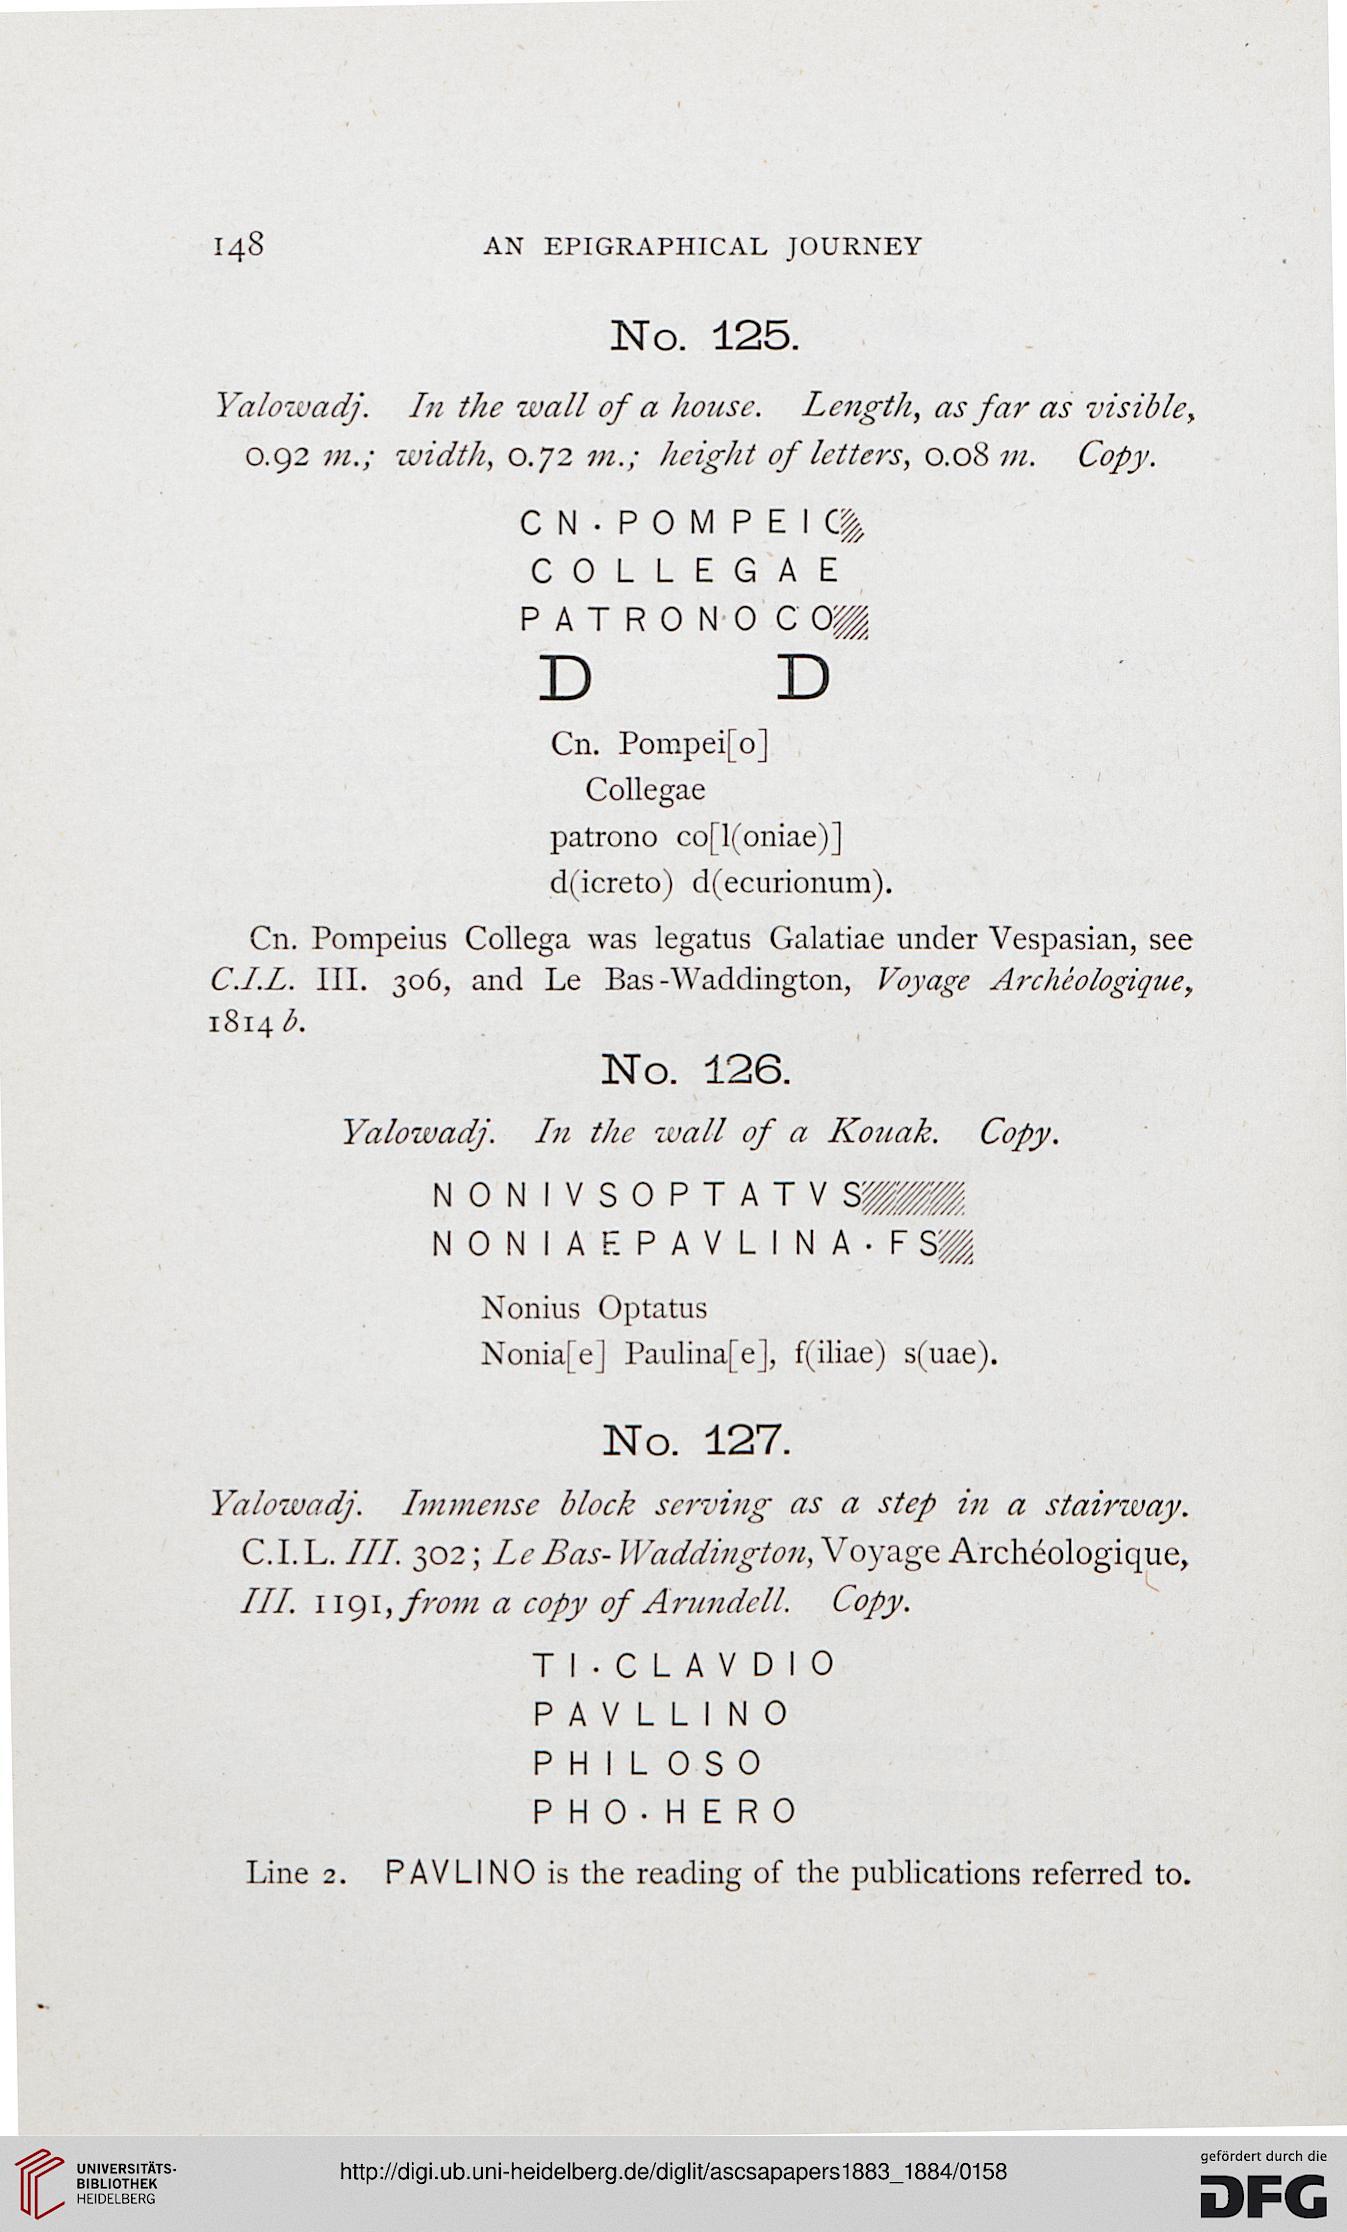 148 AN EPIGRAPHICAL JOURNEY
No. 125.
Yalowadj. In the wall of a house. Length, as far as visible,
0.92 m.; width, 0.72 m.; height of letters, 0.08 m. Copy.
CN·POMPEIC
COLLEGAE
PATRONO CO
D D
Cn. Pompei[o]
Collegae
patrono co[l(oniae)]
d(icreto) d(ecurionum).
Cn. Pompeius Collega was legatus Galatiae under Vespasian, see
C.I.L. III. 306, and Le Bas-Waddington, Voyage Archéologique,
1814 b.
No. 126.
Yalowadj. In the wall of a Kouak. Copy.
NONIVSOPTATVS
NONIAEPAVLINA·FS
Nonius Optatus
Nonia[e] Paulina[e], f(iliae) s(uae).
No. 127.
Yalowadj. Immense block serving as a step in a stairway.
C.I.L. III. 302; Le Bas-Waddington, Voyage Archéologique,
III. 1191, from a copy of Arundell. Copy.
TI·CLAVDIO
PAVLLINO
PHILOSO
PHO·HERO
Line 2. PAVLINO is the reading of the publications referred to.
UNIVERSITÄTS-
BIBLIOTHEK
HEIDELBERG
http://digi.ub.uni-heidelberg.de/diglit/ascsapapers1883_1884/0158
gefördert durch die
DFG